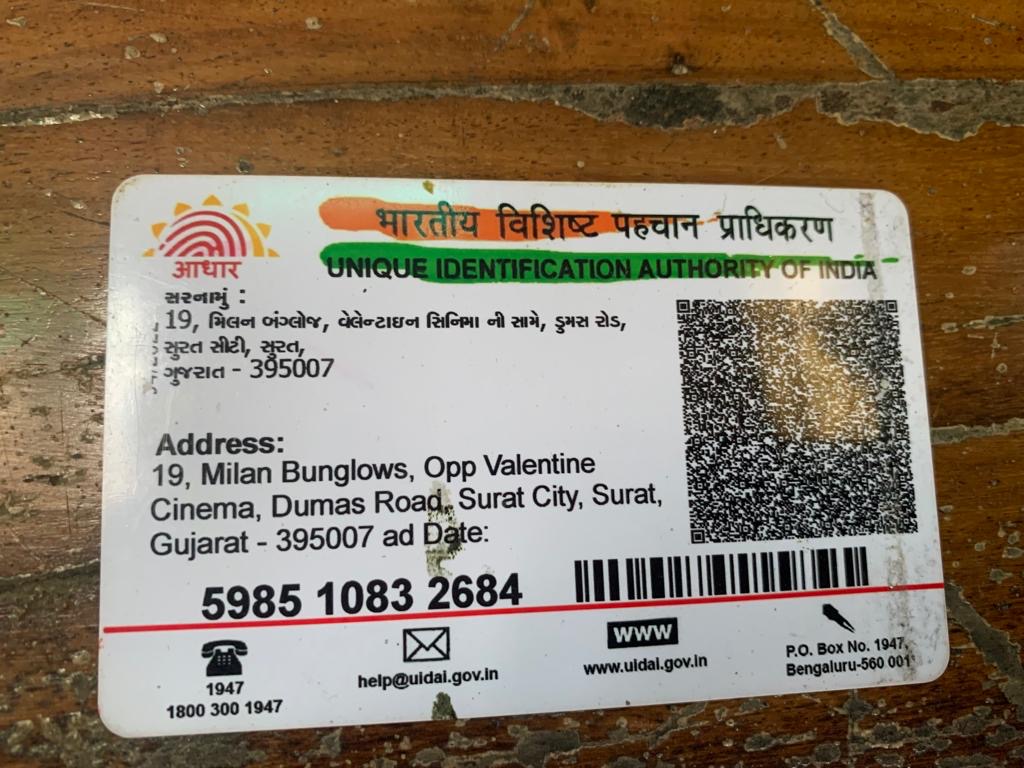 भारतीय विशिष्ट पहचान प्राधिकरण
UNIQUE IDENTIFICATION AUTHORITY OF INDIA
आधार
સરનામું :
19, મિલન બંગ્લોજ, વેલેન્ટાઇન સિનિમા ની સામે, ડુમસ રોડ,
સુરત સીટી, સુરત,
ગુજરાત - 395007
Address:
19, Milan Bunglows, Opp Valentine
Cinema, Dumas Road, Surat City, Surat,
Gujarat - 395007 ad Date:
5985 1083 2684
1947
1800 300 1947
help@uidai.gov.in
www
www.uidai.gov.in
P.O. Box No. 1947,
Bengaluru-560 001